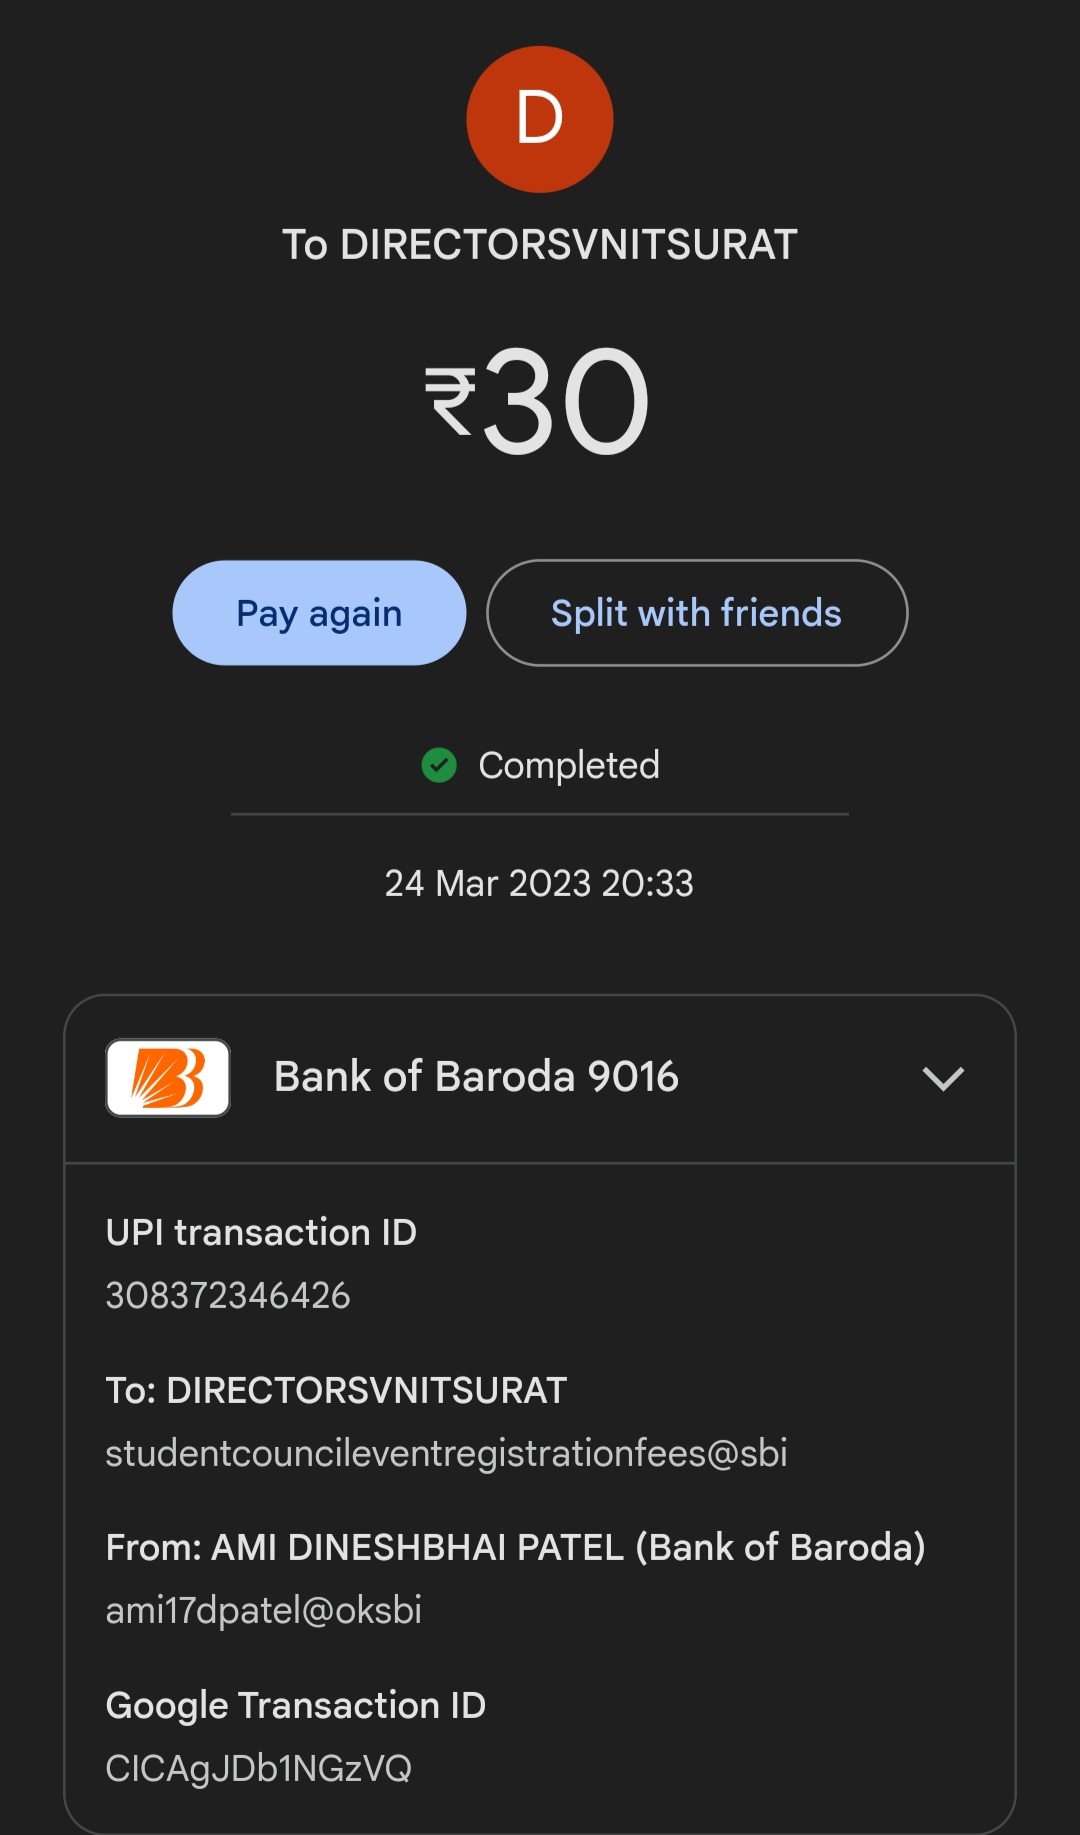 D
To DIRECTORSVNITSURAT
₹30
Pay again
Split with friends
Completed
24 Mar 2023 20:33
Bank of Baroda 9016
UPI transaction ID
308372346426
To: DIRECTORSVNITSURAT
studentcouncileventregistrationfees@sbi
From: AMI DINESHBHAI PATEL (Bank of Baroda)
ami17dpatel@oksbi
Google Transaction ID
CICAgJDb1NGzVQ